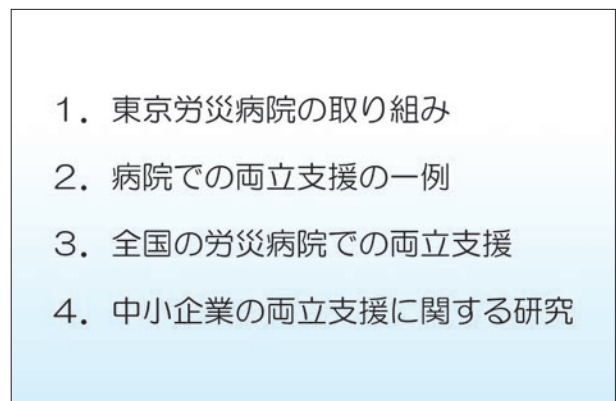 １．東京労災病院の取り組み
２．病院での両立支援の一例
３．全国の労災病院での両立支援
４．中小企業の両立支援に関する研究